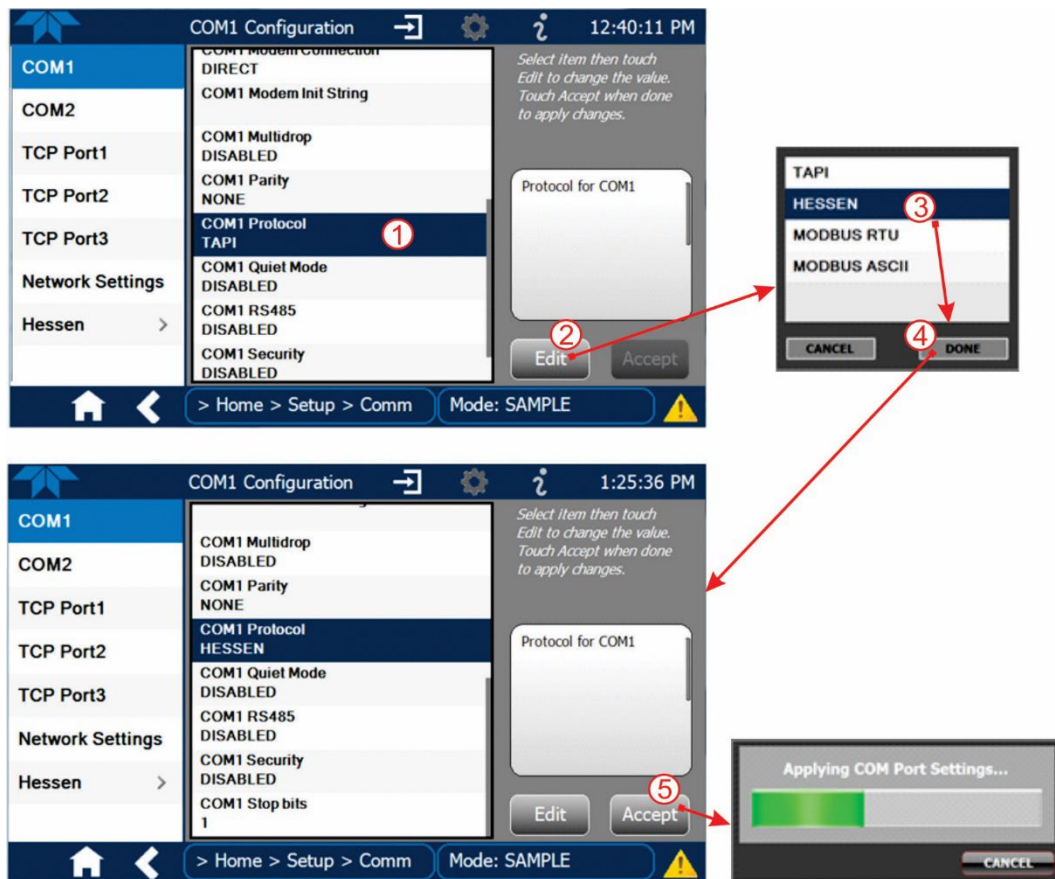 COM1 Configuration
12:40:11 PM
COM1
COM2
TCP Port1
TCP Port2
TCP Port3
Network Settings
Hessen >
COM1 Modem Connection
DIRECT
COM1 Modem Init String
COM1 Multidrop
DISABLED
COM1 Parity
NONE
COM1 Protocol
TAPI
1
COM1 Quiet Mode
DISABLED
COM1 RS485
DISABLED
COM1 Security
DISABLED
Select item then touch
Edit to change the value.
Touch Accept when done
to apply changes.
Protocol for COM1
2
Edit
Accept
> Home > Setup > Comm
Mode: SAMPLE
TAPI
HESSEN
3
MODBUS RTU
MODBUS ASCII
4
CANCEL
DONE
COM1 Configuration
1:25:36 PM
COM1
COM2
TCP Port1
TCP Port2
TCP Port3
Network Settings
Hessen >
COM1 Multidrop
DISABLED
COM1 Parity
NONE
COM1 Protocol
HESSEN
COM1 Quiet Mode
DISABLED
COM1 RS485
DISABLED
COM1 Security
DISABLED
COM1 Stop bits
1
Select item then touch
Edit to change the value.
Touch Accept when done
to apply changes.
Protocol for COM1
5
Edit
Accept
> Home > Setup > Comm
Mode: SAMPLE
Applying COM Port Settings...
CANCEL